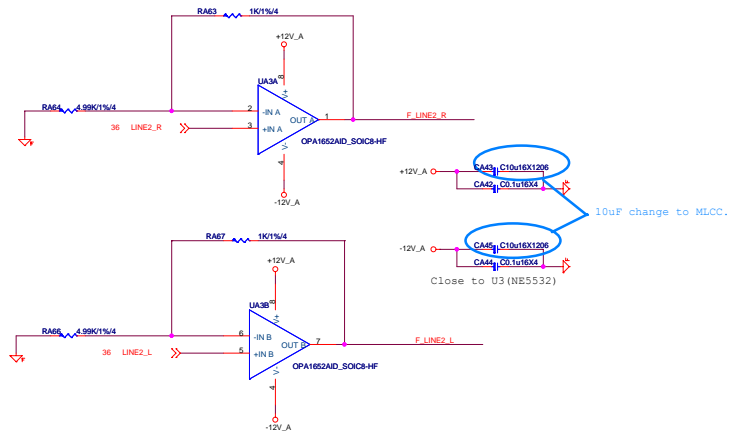 RA63 1K/1%/4
+12V_A
8
UA3A
V+
RA64 4.99K/1%/4
2 -IN A
36 LINE2_R
3 +IN A
OUT A 1 F_LINE2_R
V-
OPA1652AID_SOIC8-HF
4
-12V_A
CA43 C10u16X1206
+12V_A
CA42 C0.1u16X4
10uF change to MLCC.
RA67 1K/1%/4
CA45 C10u16X1206
-12V_A
CA44 C0.1u16X4
Close to U3(NE5532)
+12V_A
8
UA3B
V+
RA66 4.99K/1%/4
6 -IN B
36 LINE2_L
5 +IN B
OUT B 7 F_LINE2_L
V-
OPA1652AID_SOIC8-HF
4
-12V_A